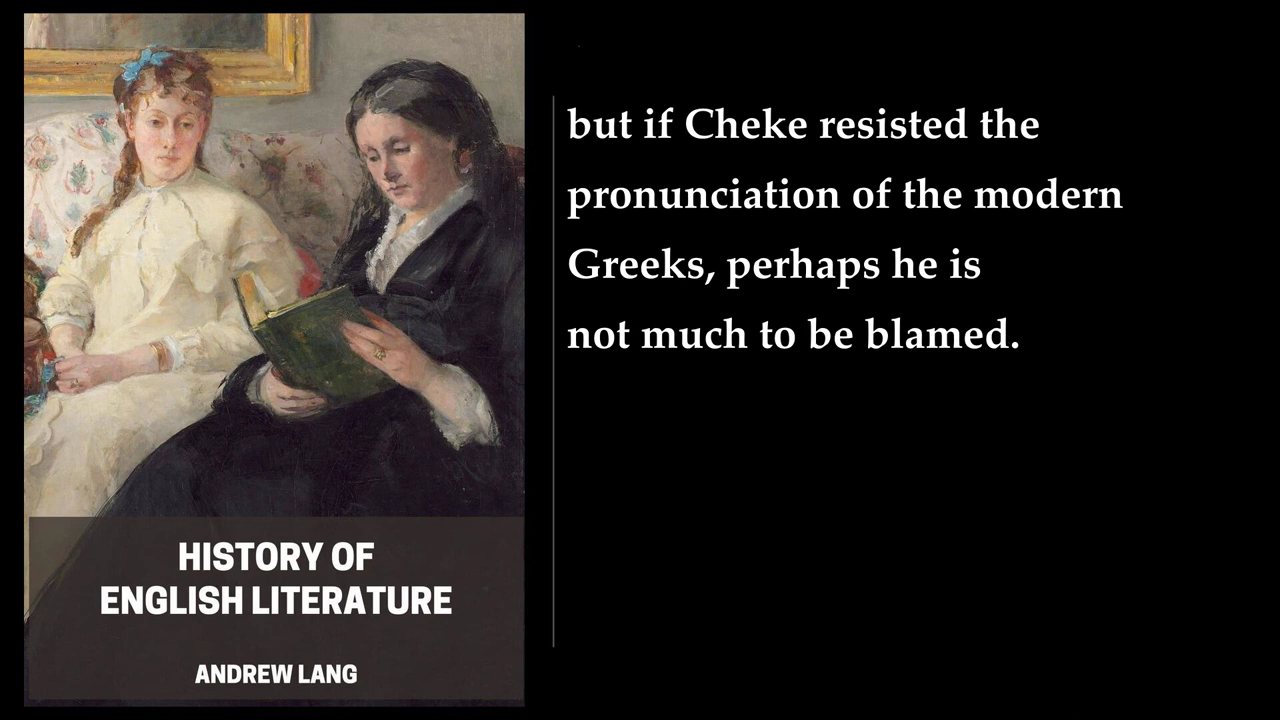 but if Cheke resisted the
pronunciation of the modern
Greeks, perhaps he is
not much to be blamed.
HISTORY OF
ENGLISH LITERATURE
ANDREW LANG